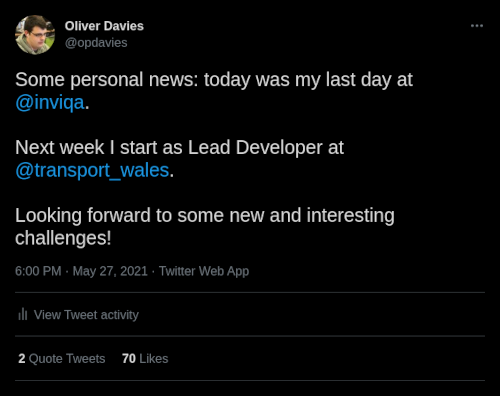 Oliver Davies
@opdavies
Some personal news: today was my last day at
@inviqa.
Next week I start as Lead Developer at
@transport_wales.
Looking forward to some new and interesting
challenges!
6:00 PM · May 27, 2021 · Twitter Web App
View Tweet activity
2 Quote Tweets 70 Likes